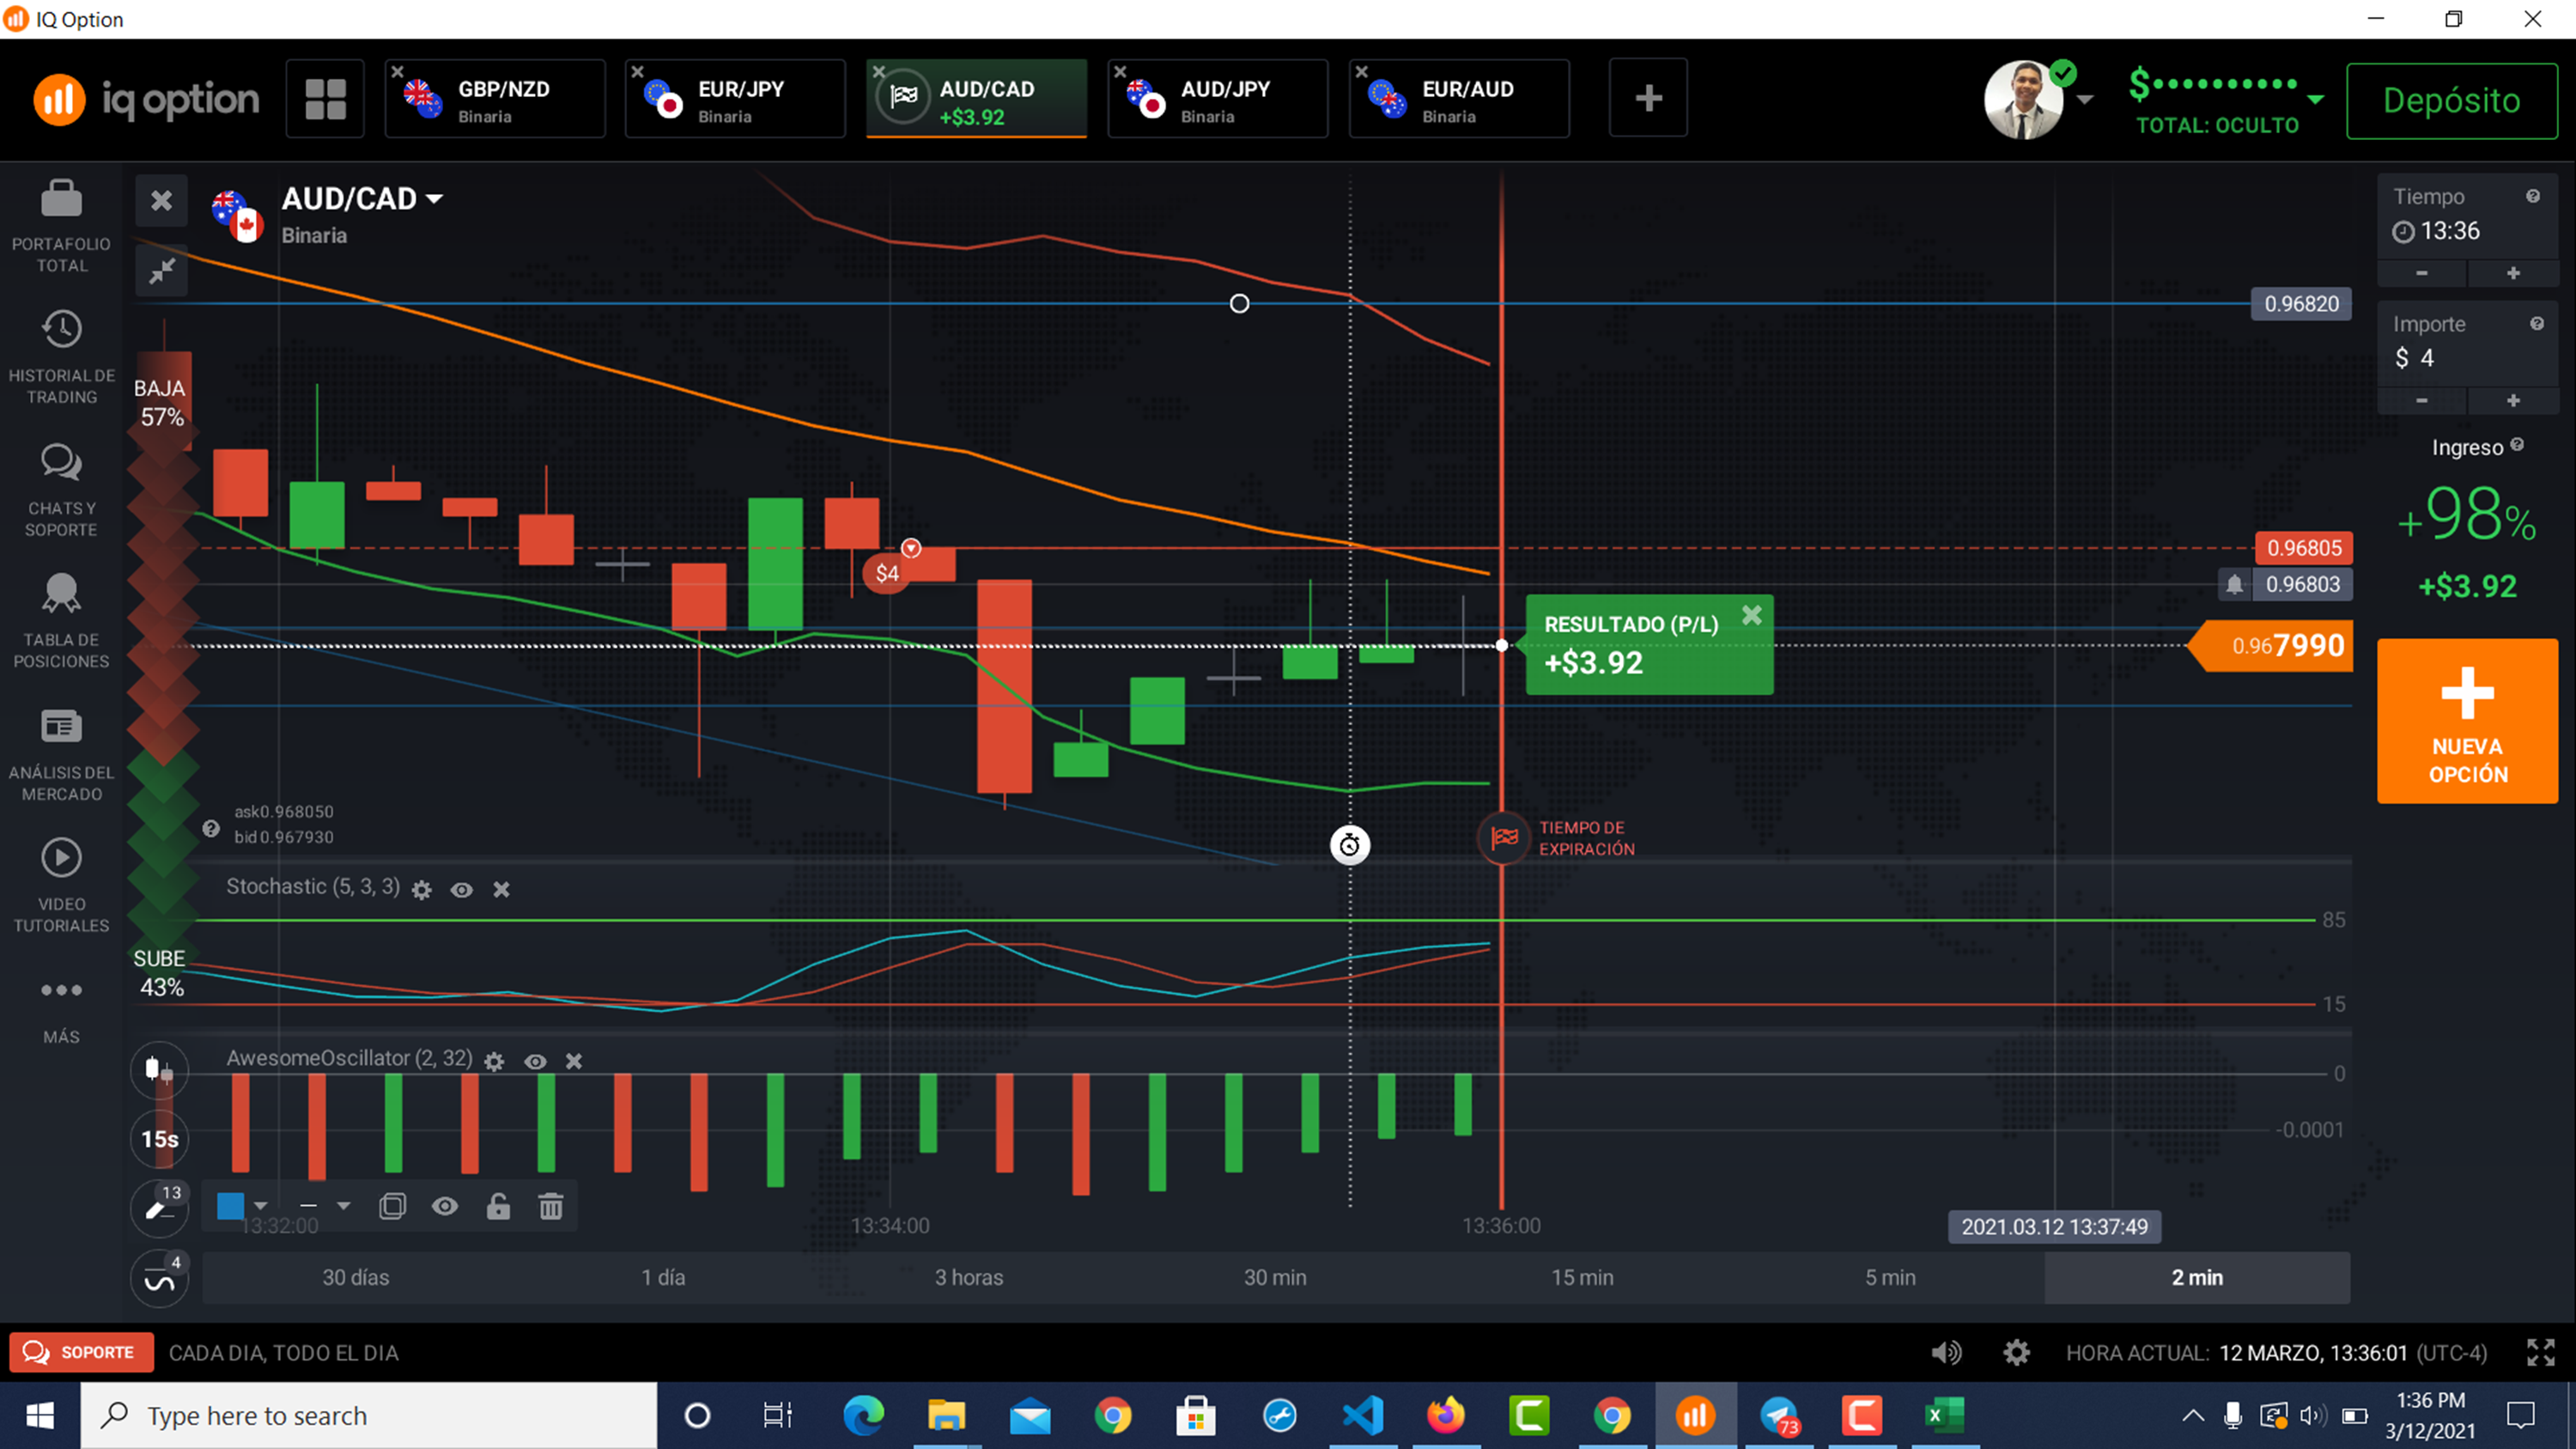 IQ Option
iq option
GBP/NZD
Binaria
EUR/JPY
Binaria
AUD/CAD
+$3.92
AUD/JPY
Binaria
EUR/AUD
Binaria
$••••••••••
TOTAL: OCULTO
Depósito
PORTAFOLIO
TOTAL
HISTORIAL DE
TRADING
CHATS Y
SOPORTE
TABLA DE
POSICIONES
ANÁLISIS DEL
MERCADO
VIDEO
TUTORIALES
MÁS
AUD/CAD
Binaria
BAJA
57%
$4
ask0.968050
bid0.967930
SUBE
43%
RESULTADO (P/L)
+$3.92
TIEMPO DE
EXPIRACIÓN
0.96820
0.96805
0.96803
0.967990
Tiempo
13:36
- +
Importe
$ 4
- +
Ingreso
+98%
+$3.92
NUEVA
OPCIÓN
Stochastic (5, 3, 3)
85
15
AwesomeOscillator (2, 32)
0
-0.0001
15s
13
4
13:32:00
13:34:00
13:36:00
2021.03.12 13:37:49
30 días
1 día
3 horas
30 min
15 min
5 min
2 min
SOPORTE
CADA DIA, TODO EL DIA
HORA ACTUAL: 12 MARZO, 13:36:01 (UTC-4)
Type here to search
73
1:36 PM
3/12/2021